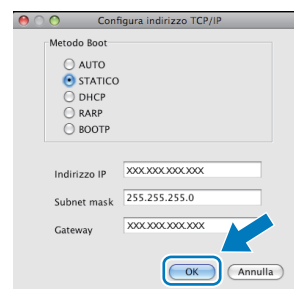 Configura indirizzo TCP/IP
Metodo Boot
AUTO
STATICO
DHCP
RARP
BOOTP
Indirizzo IP XXX.XXX.XXX.XXX
Subnet mask 255.255.255.0
Gateway XXX.XXX.XXX.XXX
OK Annulla